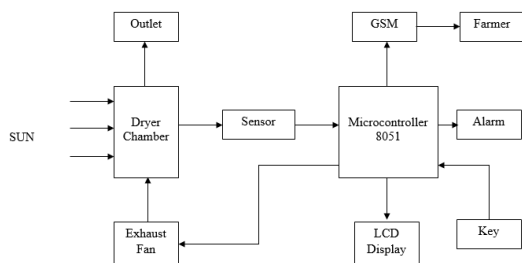 Outlet
GSM
Farmer
SUN
Dryer
Chamber
Sensor
Microcontroller
8051
Alarm
Exhaust
Fan
LCD
Display
Key